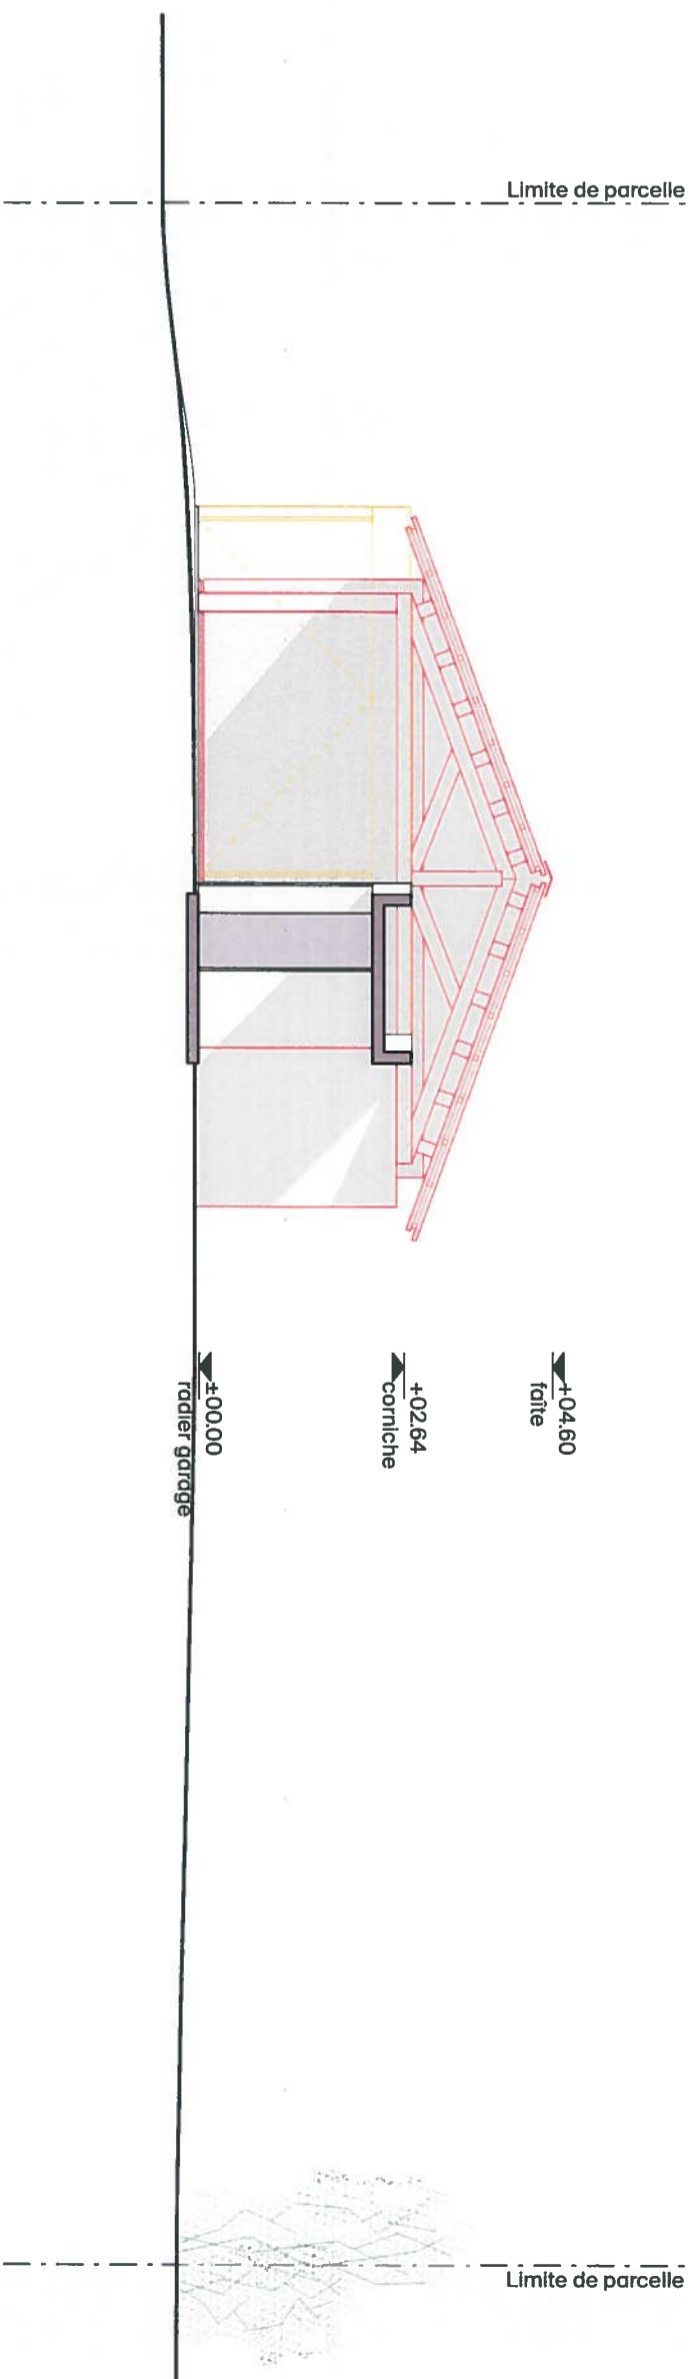 Limite de parcelle
+04.60
faîte
+02.64
corniche
±00.00
radier garage
Limite de parcelle